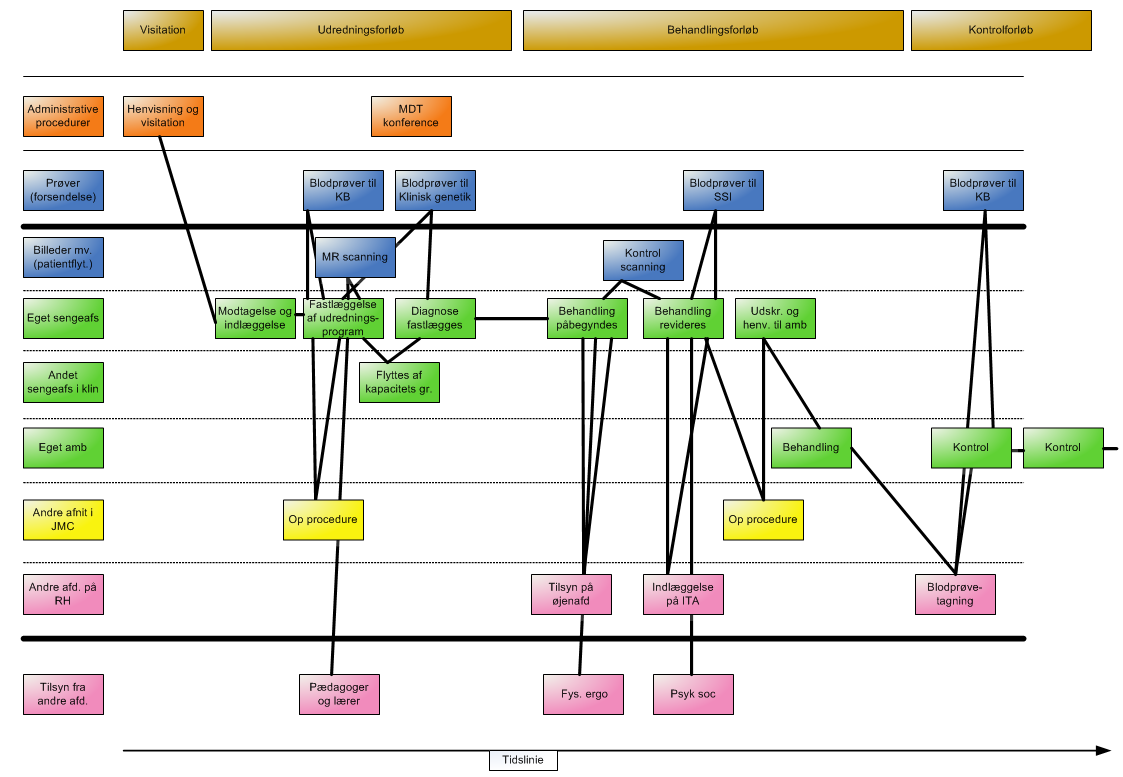 Visitation
Udredningsforløb
Behandlingsforløb
Kontrolforløb
Administrative
procedurer
Henvisning og
visitation
MDT
konference
Prøver
(forsendelse)
Blodprøver til
KB
Blodprøver til
Klinisk genetik
Blodprøver til
SSI
Blodprøver til
KB
Billeder mv.
(patientflyt.)
MR scanning
Kontrol
scanning
Eget sengeafs
Modtagelse og
indlæggelse
Fastlæggelse
af udrednings-
program
Diagnose
fastlægges
Behandling
påbegyndes
Behandling
revideres
Udskr. og
henv. til amb
Andet
sengeafs i klin
Flyttes af
kapacitets gr.
Eget amb
Behandling
Kontrol
Kontrol
Andre afnit i
JMC
Op procedure
Op procedure
Andre afd. på
RH
Tilsyn på
øjenafd
Indlæggelse
på ITA
Blodprøve-
tagning
Tilsyn fra
andre afd.
Pædagoger
og lærer
Fys. ergo
Psyk soc
Tidslinie